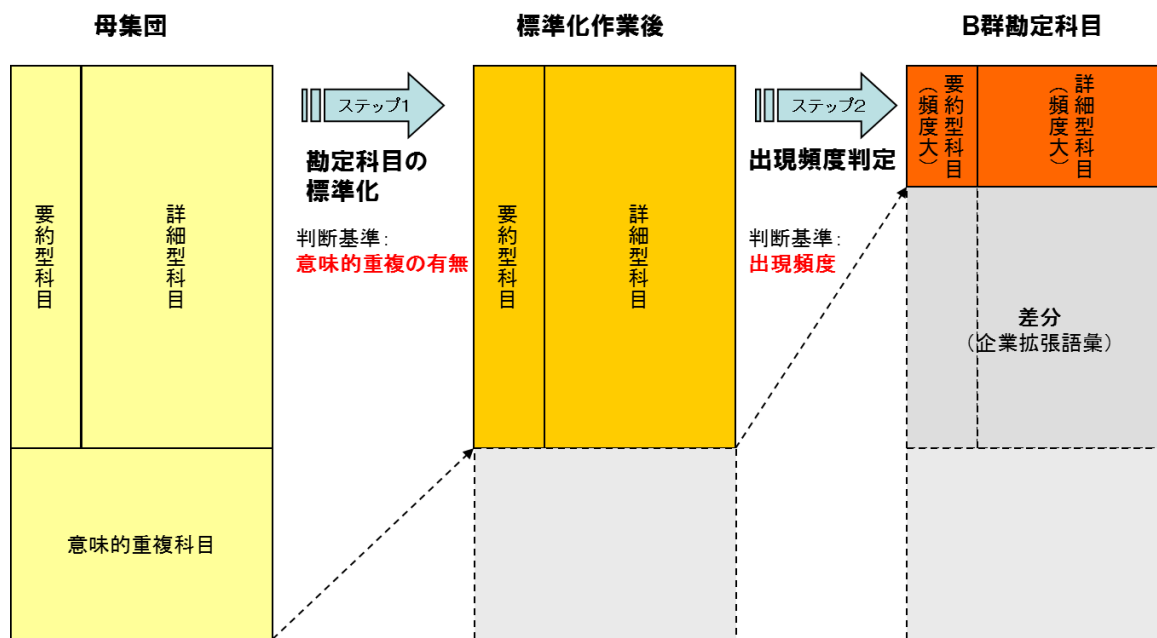 母集団
標準化作業後
B群勘定科目
ステップ1
ステップ2
勘定科目の
標準化
判断基準:
意味的重複の有無
出現頻度判定
判断基準:
出現頻度
要約型科目
詳細型科目
意味的重複科目
要約型科目
詳細型科目
要約型科目
(頻度大)
詳細型科目
(頻度大)
差分
(企業拡張語彙)